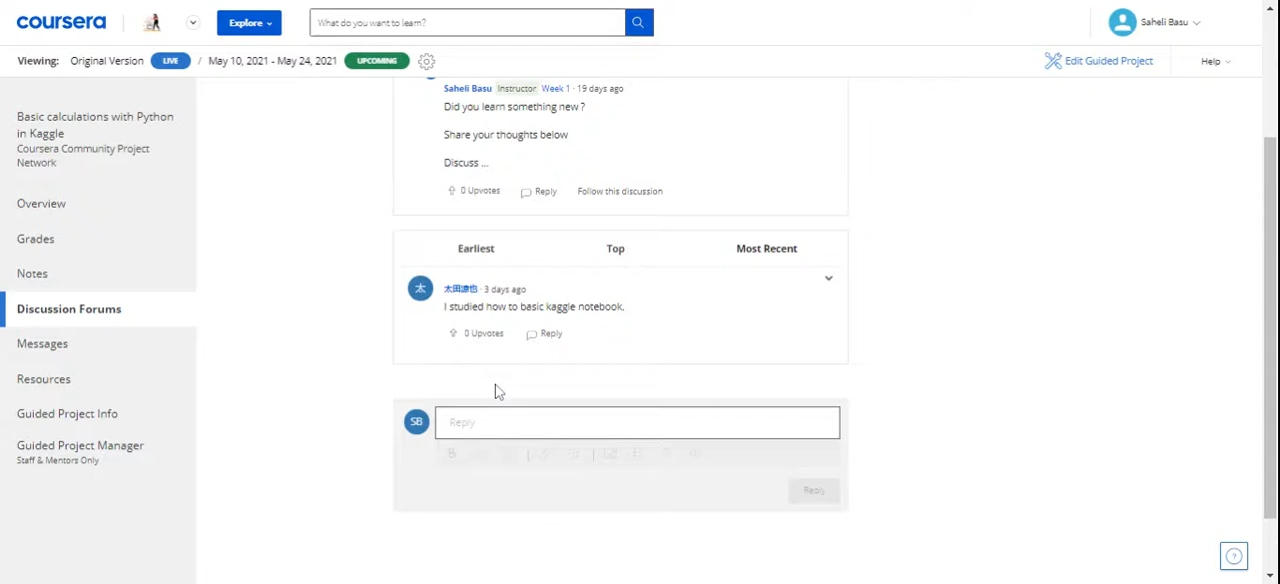 coursera
Explore
What do you want to learn?
Saheli Basu
Viewing: Original Version LIVE / May 10, 2021 - May 24, 2021 UPCOMING
Edit Guided Project
Help
Basic calculations with Python
in Kaggle
Coursera Community Project
Network
Overview
Grades
Notes
Discussion Forums
Messages
Resources
Guided Project Info
Guided Project Manager
Staff & Mentors Only
Saheli Basu Instructor Week 1 · 19 days ago
Did you learn something new ?
Share your thoughts below
Discuss ...
0 Upvotes Reply Follow this discussion
Earliest Top Most Recent
太 太田諒也 · 3 days ago
I studied how to basic kaggle notebook.
0 Upvotes Reply
SB Reply
B
Reply
?